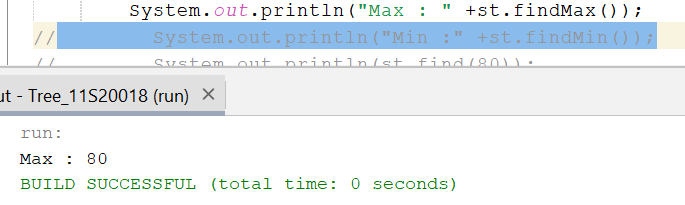 System.out.println("Max : " +st.findMax());
// System.out.println("Min :" +st.findMin());
// System.out.println(st.find(80));
ut - Tree_11S20018 (run) ×
run:
Max : 80
BUILD SUCCESSFUL (total time: 0 seconds)